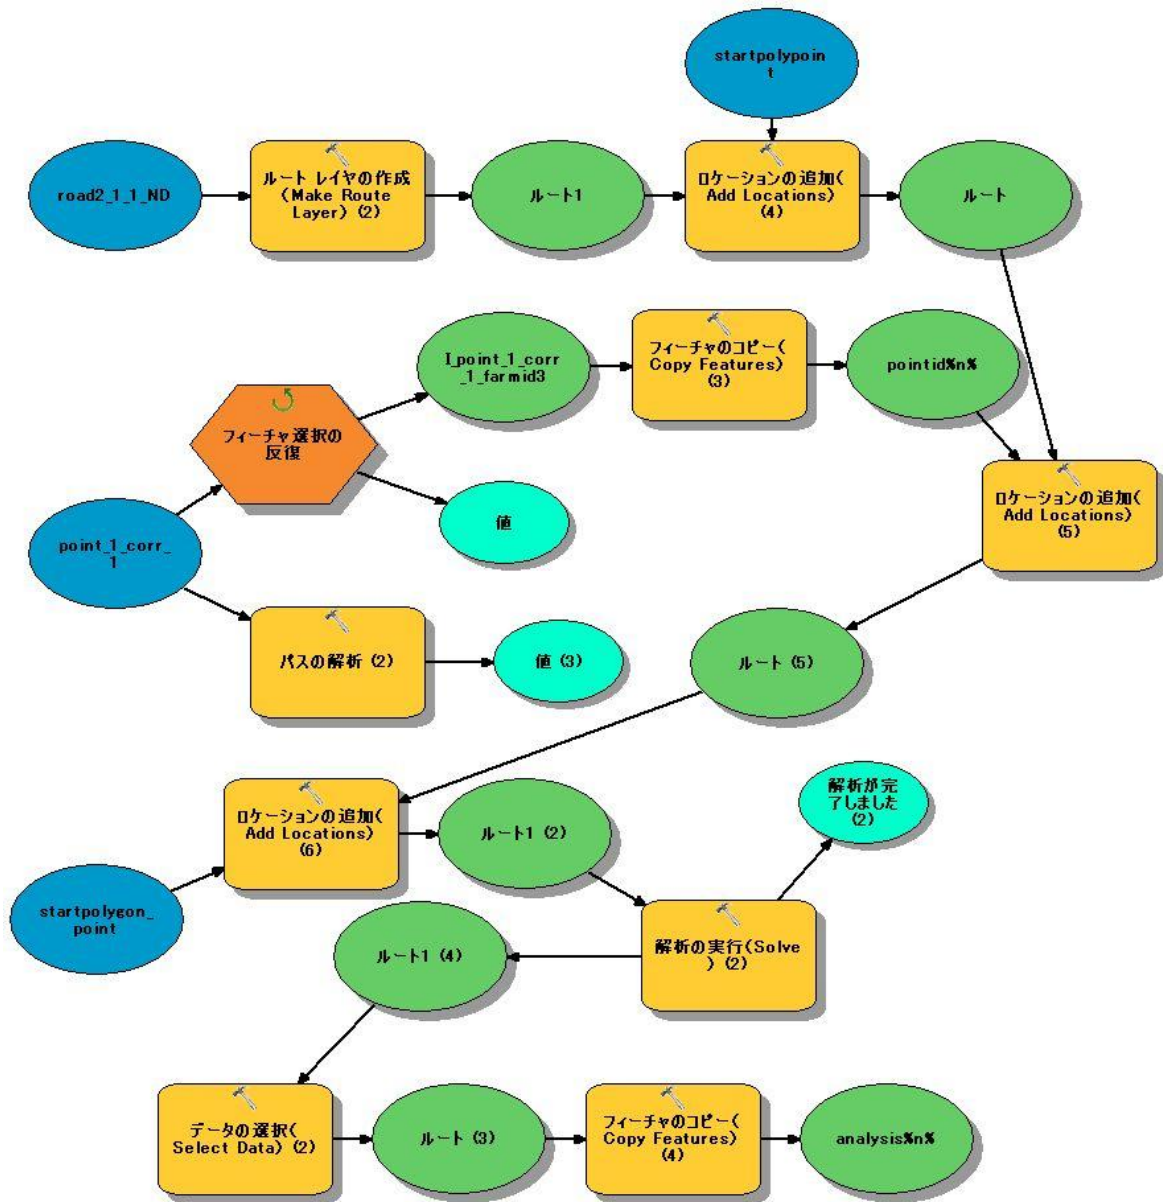 startpolypoin
t
road2_1_1_ND
ルート レイヤの作成
(Make Route
Layer) (2)
ルート1
ロケーションの追加(
Add Locations)
(4)
ルート
I_point_1_corr
_1_farmid3
フィーチャのコピー(
Copy Features)
(3)
pointid%n%
フィーチャ選択の
反復
値
ロケーションの追加(
Add Locations)
(5)
point_1_corr_
1
パスの解析 (2)
値 (3)
ルート (5)
ロケーションの追加(
Add Locations)
(6)
ルート1 (2)
解析が完
了しました
(2)
startpolygon_
point
ルート1 (4)
解析の実行(Solve
) (2)
データの選択(
Select Data) (2)
ルート (3)
フィーチャのコピー(
Copy Features)
(4)
analysis%n%